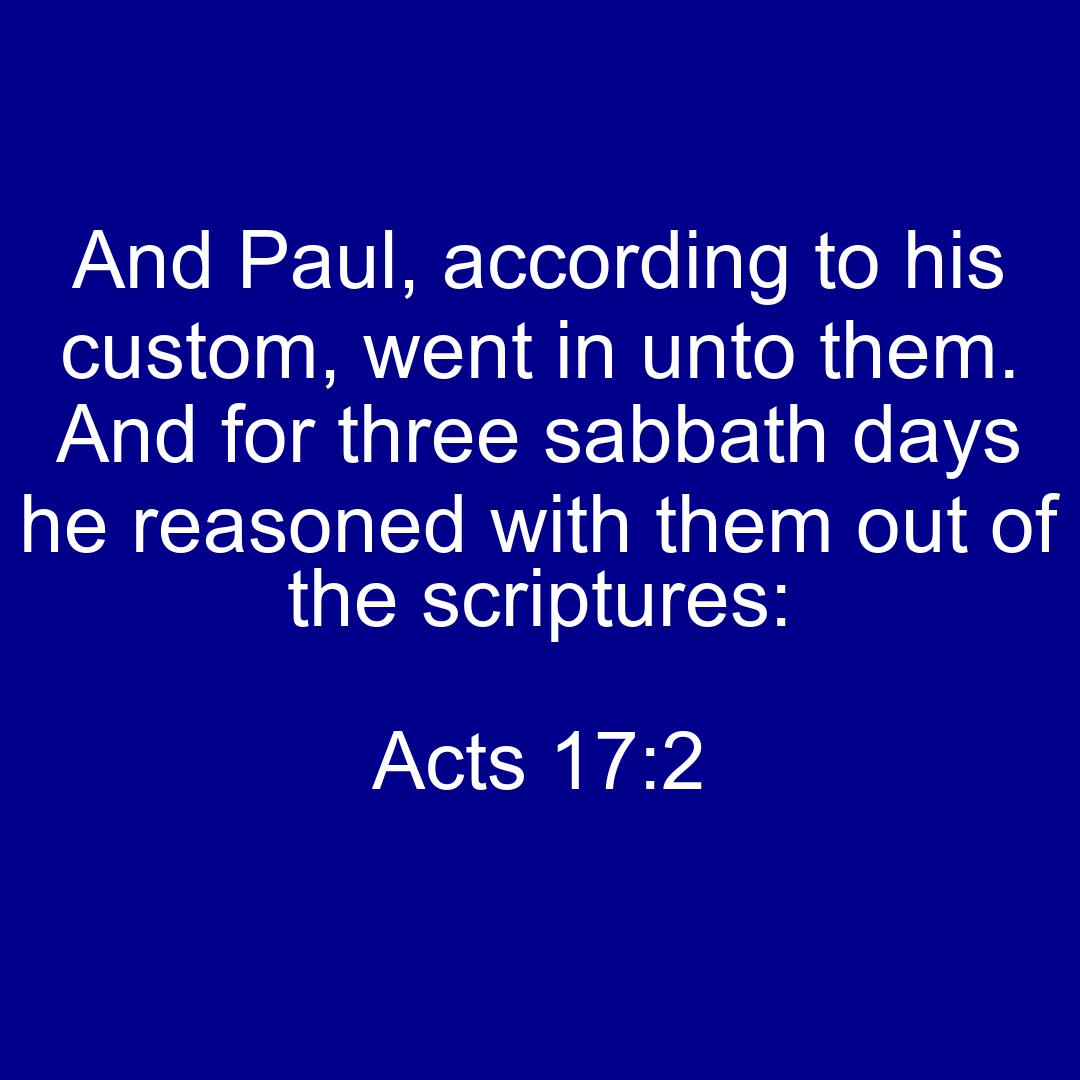 And Paul, according to his
custom, went in unto them.
And for three sabbath days
he reasoned with them out of
the scriptures:
Acts 17:2